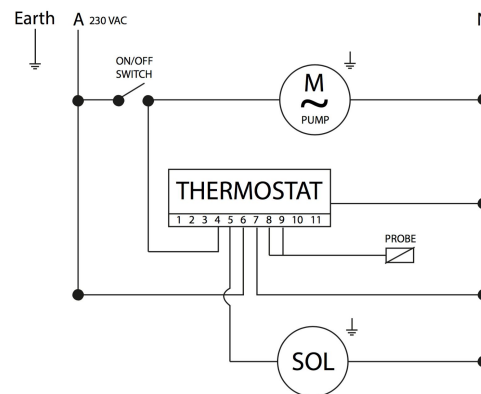 Earth A 230 VAC N
ON/OFF
SWITCH
M
~
PUMP
THERMOSTAT
1 2 3 4 5 6 7 8 9 10 11
PROBE
SOL